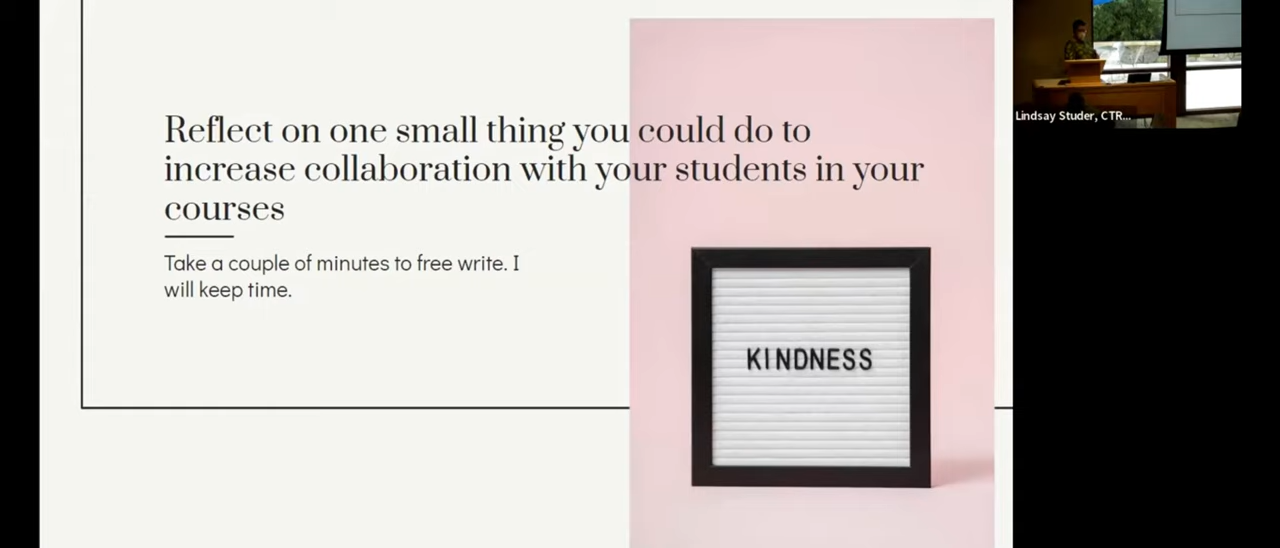 Reflect on one small thing you could do to
increase collaboration with your students in your
courses
Take a couple of minutes to free write. I
will keep time.
KINDNESS
Lindsay Studer, CTR...